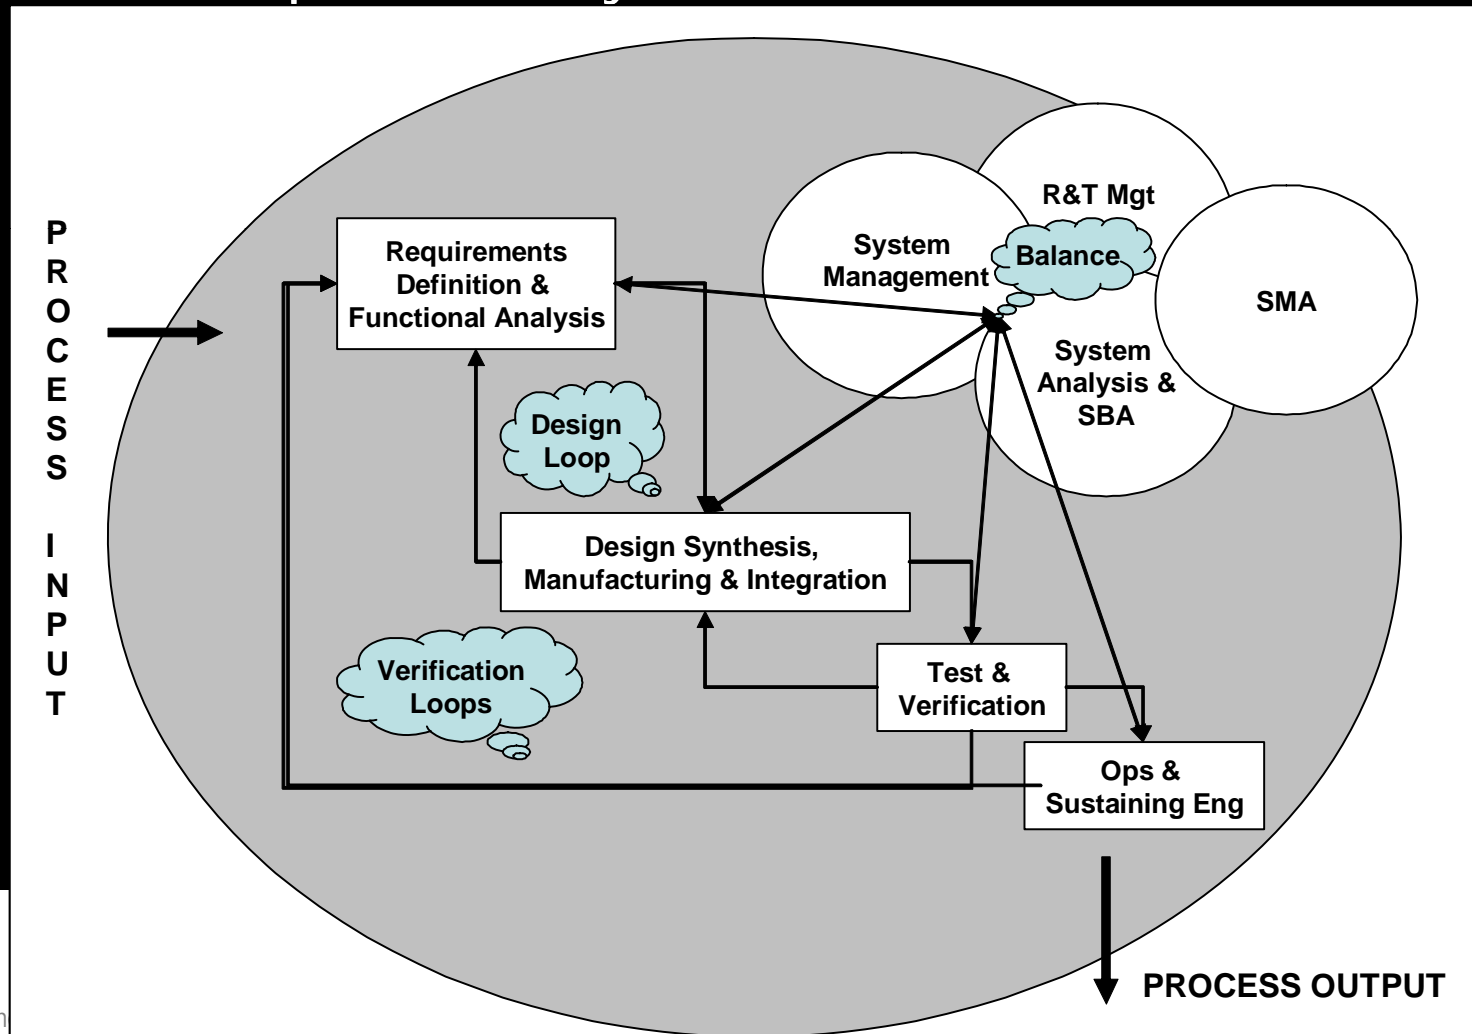 PROCESS INPUT
Requirements
Definition &
Functional Analysis
System
Management
R&T Mgt
Balance
SMA
System
Analysis &
SBA
Design
Loop
Design Synthesis,
Manufacturing & Integration
Verification
Loops
Test &
Verification
Ops &
Sustaining Eng
PROCESS OUTPUT